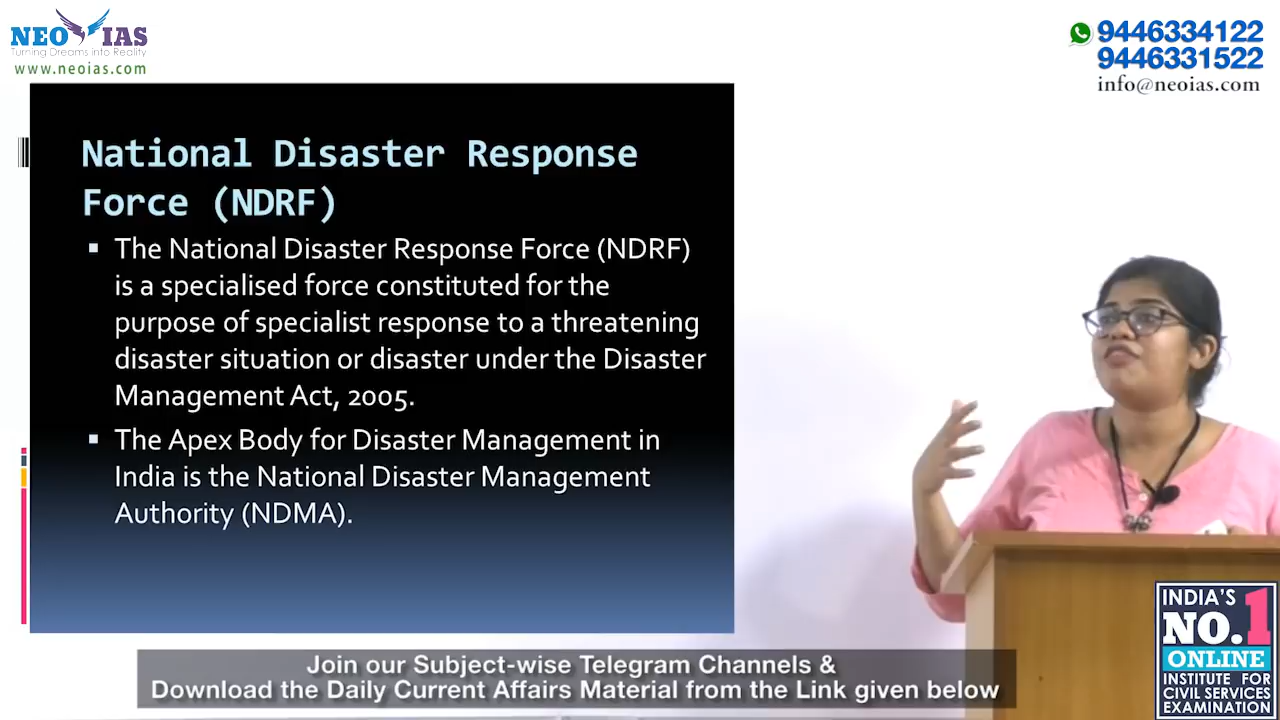 NEO IAS
Turning Dreams into Reality
www.neoias.com
9446334122
9446331522
info@neoias.com
National Disaster Response
Force (NDRF)
The National Disaster Response Force (NDRF)
is a specialised force constituted for the
purpose of specialist response to a threatening
disaster situation or disaster under the Disaster
Management Act, 2005.
The Apex Body for Disaster Management in
India is the National Disaster Management
Authority (NDMA).
INDIA'S
NO.1
ONLINE
INSTITUTE FOR
CIVIL SERVICES
EXAMINATION
Join our Subject-wise Telegram Channels &
Download the Daily Current Affairs Material from the Link given below